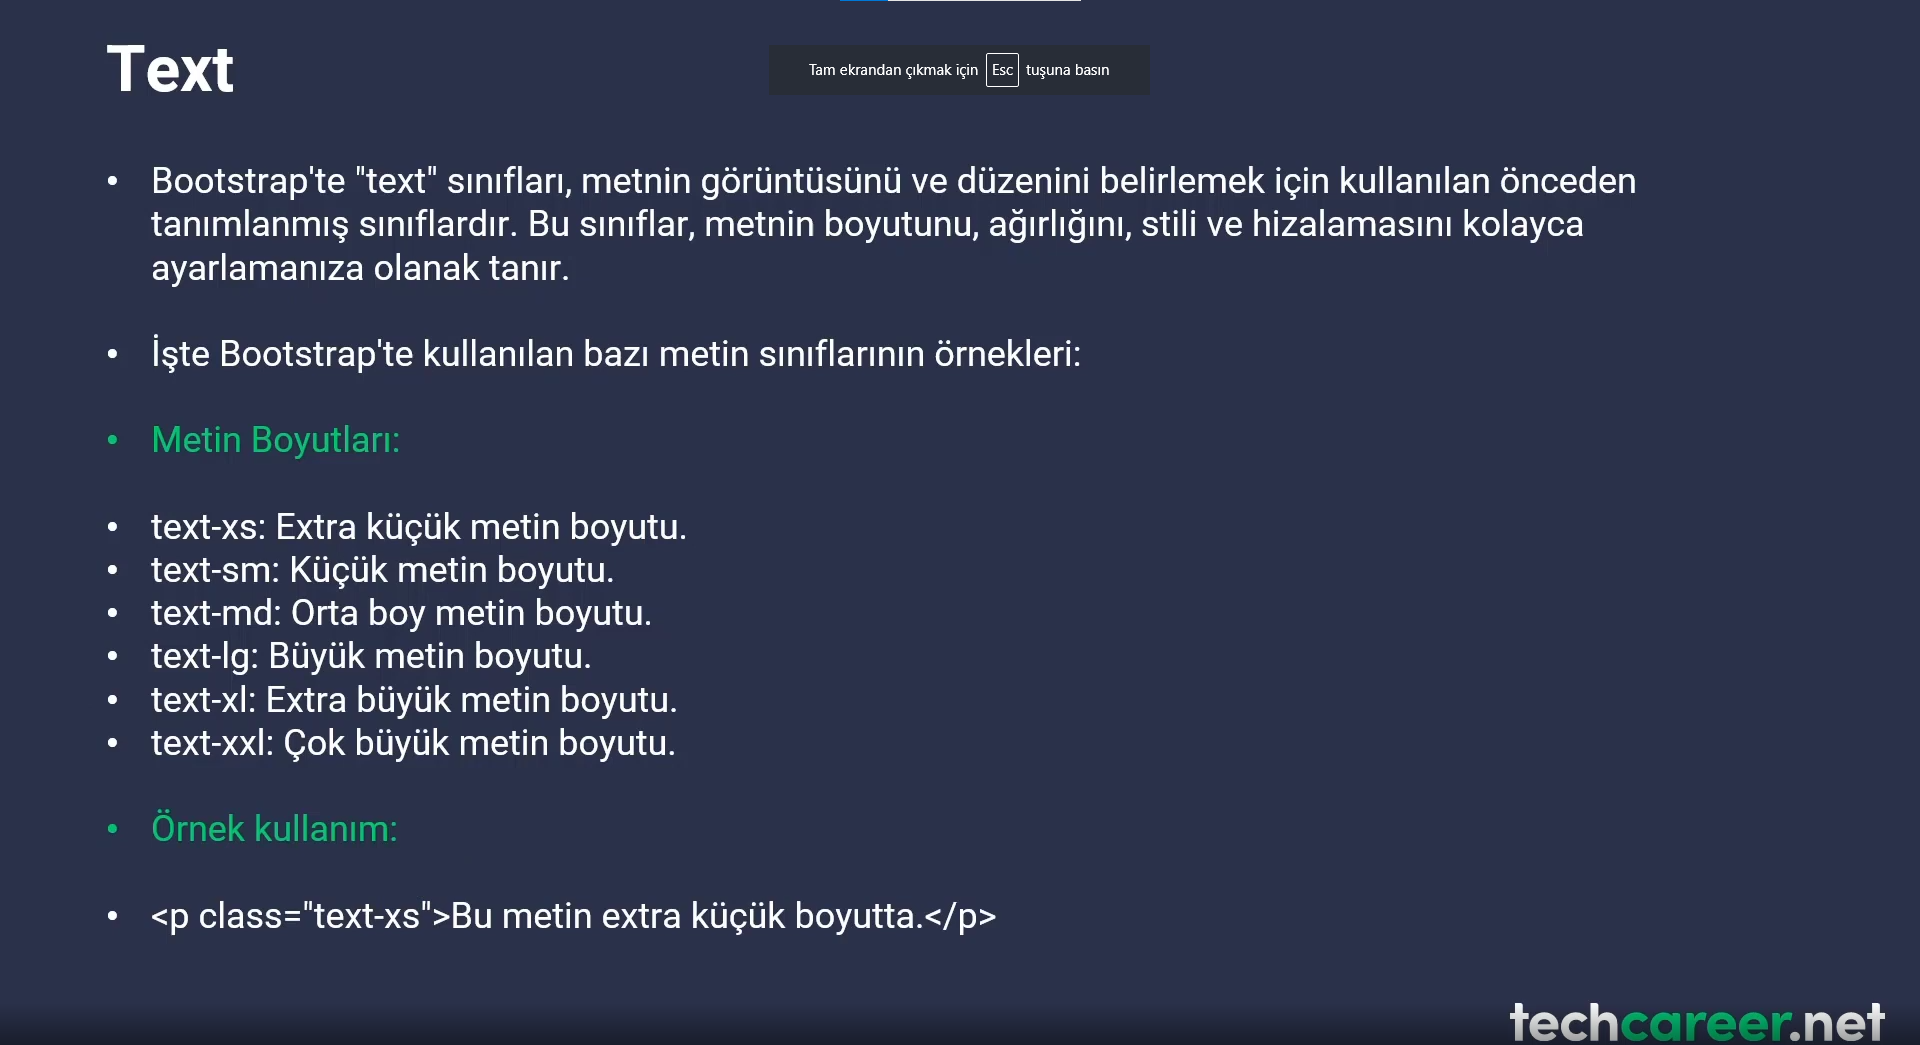 Text
Tam ekrandan çıkmak için Esc tuşuna basın
• Bootstrap'te "text" sınıfları, metnin görüntüsünü ve düzenini belirlemek için kullanılan önceden
tanımlanmış sınıflardır. Bu sınıflar, metnin boyutunu, ağırlığını, stili ve hizalamasını kolayca
ayarlamanıza olanak tanır.
• İşte Bootstrap'te kullanılan bazı metin sınıflarının örnekleri:
• Metin Boyutları:
• text-xs: Extra küçük metin boyutu.
• text-sm: Küçük metin boyutu.
• text-md: Orta boy metin boyutu.
• text-lg: Büyük metin boyutu.
• text-xl: Extra büyük metin boyutu.
• text-xxl: Çok büyük metin boyutu.
• Örnek kullanım:
• <p class="text-xs">Bu metin extra küçük boyutta.</p>
techcareer.net